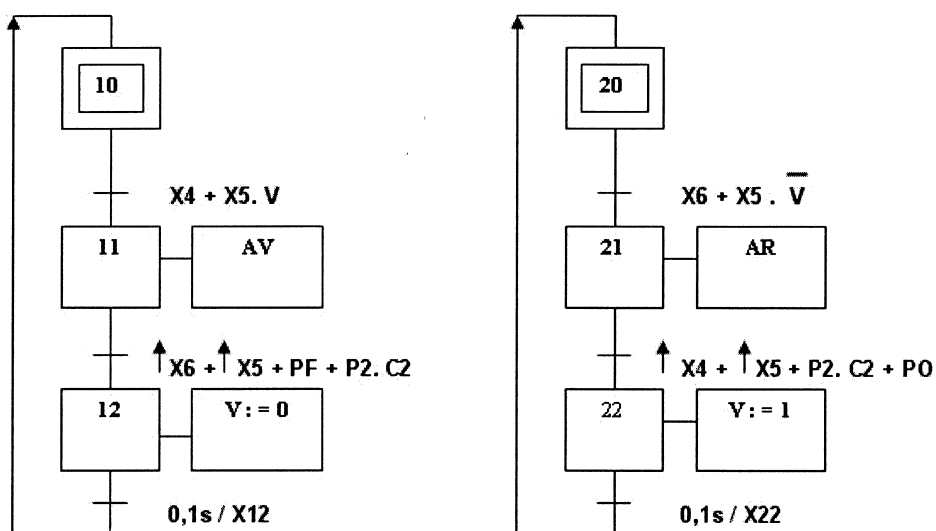 10
X4 + X5. V
11
AV
↑X6 + ↑X5 + PF + P2. C2
12
V : = 0
0,1s / X12
20
X6 + X5 . V̅
21
AR
↑X4 + ↑X5 + P2. C2 + PO
22
V : = 1
0,1s / X22